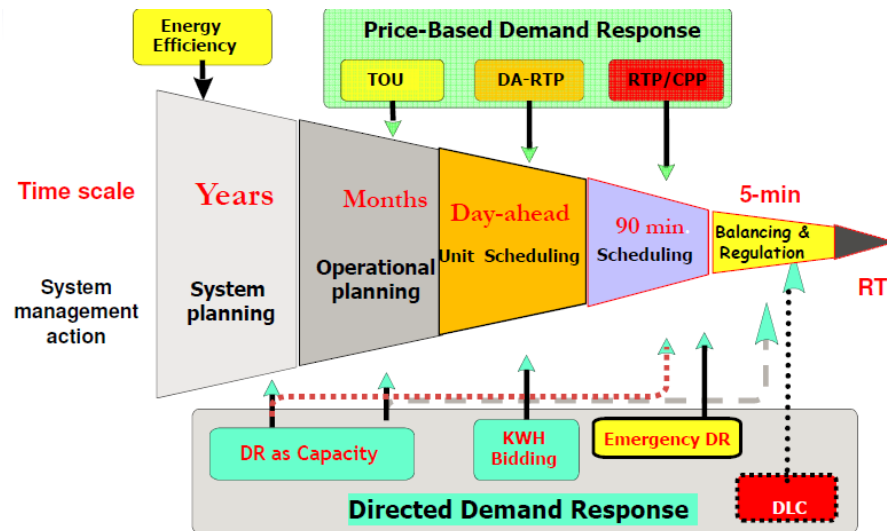 Energy
Efficiency
Price-Based Demand Response
TOU
DA-RTP
RTP/CPP
Time scale
Years
Months
Day-ahead
90 min.
5-min
System
management
action
System
planning
Operational
planning
Unit Scheduling
Scheduling
Balancing &
Regulation
RT
DR as Capacity
KWH
Bidding
Emergency DR
DLC
Directed Demand Response